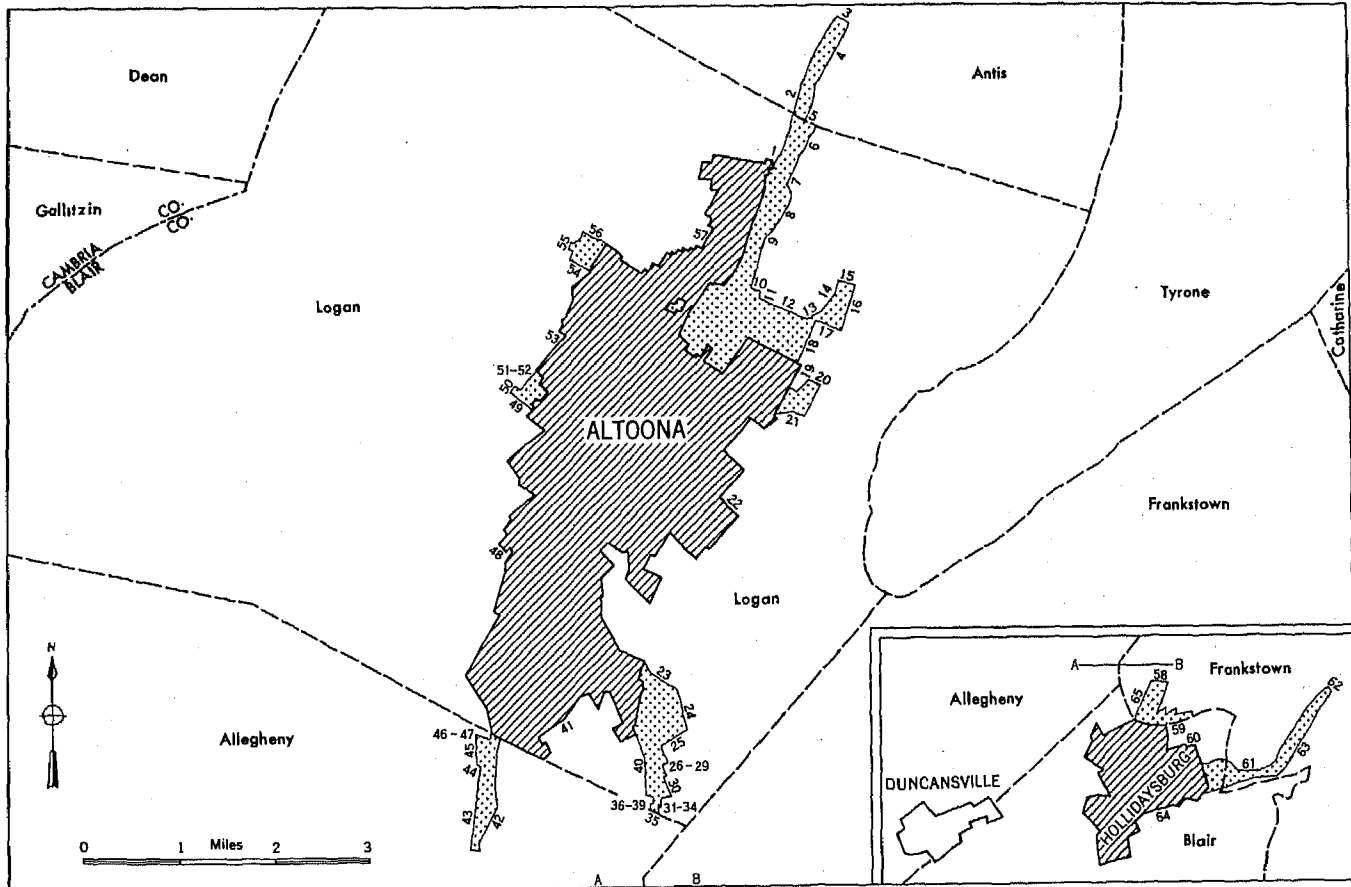 Dean
Antis
3
4
2
5
6
1
7
Gallitzin
CO.
CO.
8
CAMBRIA
BLAIR
57
56
55
54
9
10
11
12
13
14
15
16
17
18
Tyrone
Catharine
Logan
53
19
20
51-52
50
49
21
ALTOONA
22
Frankstown
48
Logan
N
23
24
41
25
46-47
45
Allegheny
44
40
26-29
30
36-39
31-34
35
43
42
0 Miles 1 2 3
A B
A B
58
Frankstown
Allegheny
65
62
59
60
61
63
DUNCANSVILLE
HOLLIDAYSBURG
64
Blair